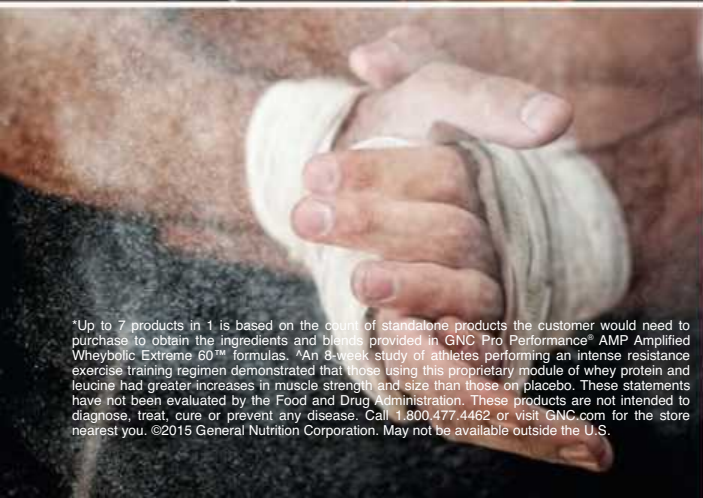 *Up to 7 products in 1 is based on the count of standalone products the customer would need to
purchase to obtain the ingredients and blends provided in GNC Pro Performance® AMP Amplified
Wheybolic Extreme 60™ formulas. ^An 8-week study of athletes performing an intense resistance
exercise training regimen demonstrated that those using this proprietary module of whey protein and
leucine had greater increases in muscle strength and size than those on placebo. These statements
have not been evaluated by the Food and Drug Administration. These products are not intended to
diagnose, treat, cure or prevent any disease. Call 1.800.477.4462 or visit GNC.com for the store
nearest you. ©2015 General Nutrition Corporation. May not be available outside the U.S.